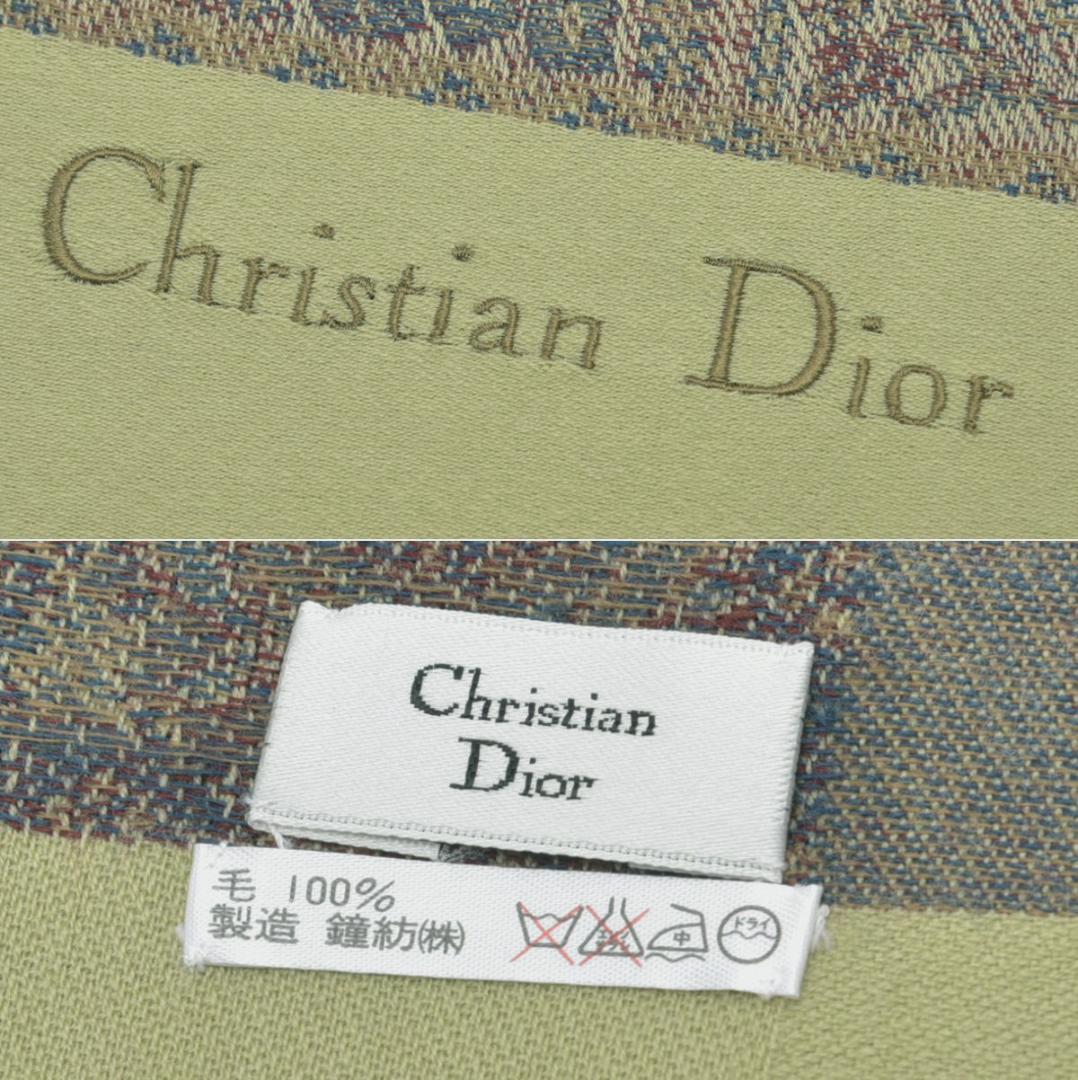 Christian Dior
Christian
Dior
毛 100%
製造 鐘紡㈱
中
ドライ